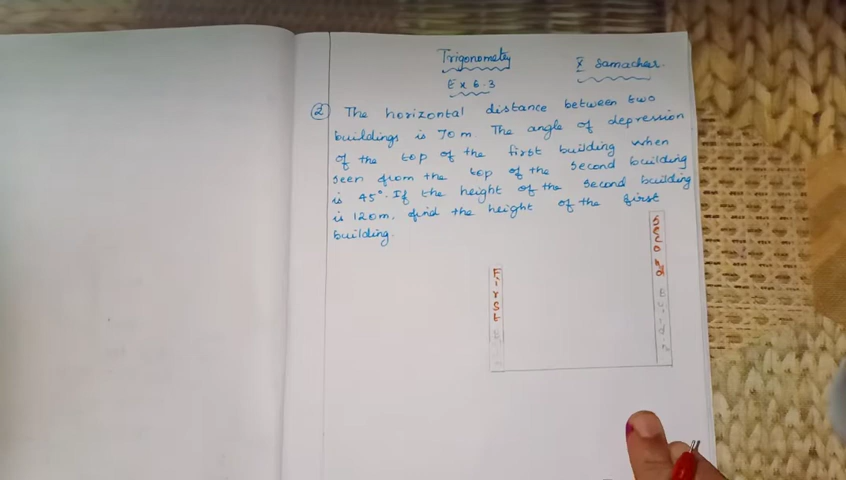 Trigonometry
X Samacheer.
Ex 6.3
② The horizontal distance between two
buildings is 70 m. The angle of depression
of the top of the first building when
seen from the top of the second building
is 45°. If the height of the second building
is 120m, find the height of the first
building.
First
Second